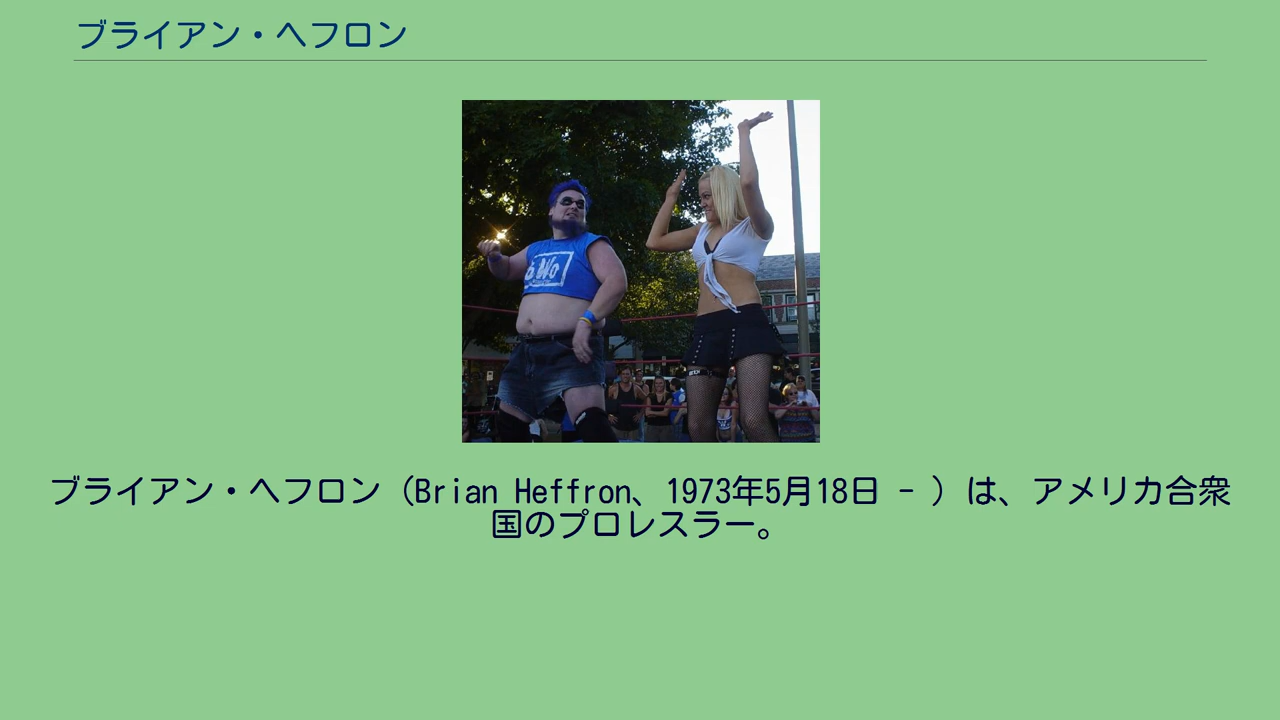 ブライアン・ヘフロン
bWo
ブライアン・ヘフロン（Brian Heffron、1973年5月18日 - ）は、アメリカ合衆
国のプロレスラー。